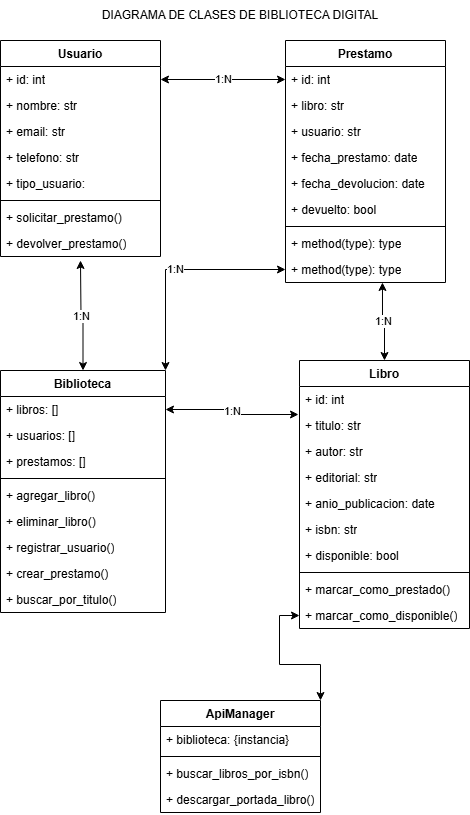 DIAGRAMA DE CLASES DE BIBLIOTECA DIGITAL
Usuario
+ id: int
+ nombre: str
+ email: str
+ telefono: str
+ tipo_usuario:
+ solicitar_prestamo()
+ devolver_prestamo()
1:N
Prestamo
+ id: int
+ libro: str
+ usuario: str
+ fecha_prestamo: date
+ fecha_devolucion: date
+ devuelto: bool
+ method(type): type
+ method(type): type
1:N
1:N
1:N
Biblioteca
+ libros: []
+ usuarios: []
+ prestamos: []
+ agregar_libro()
+ eliminar_libro()
+ registrar_usuario()
+ crear_prestamo()
+ buscar_por_titulo()
1:N
Libro
+ id: int
+ titulo: str
+ autor: str
+ editorial: str
+ anio_publicacion: date
+ isbn: str
+ disponible: bool
+ marcar_como_prestado()
+ marcar_como_disponible()
ApiManager
+ biblioteca: {instancia}
+ buscar_libros_por_isbn()
+ descargar_portada_libro()